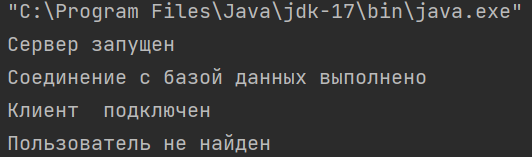 "C:\Program Files\Java\jdk-17\bin\java.exe"
Сервер запущен
Соединение с базой данных выполнено
Клиент  подключен
Пользователь не найден